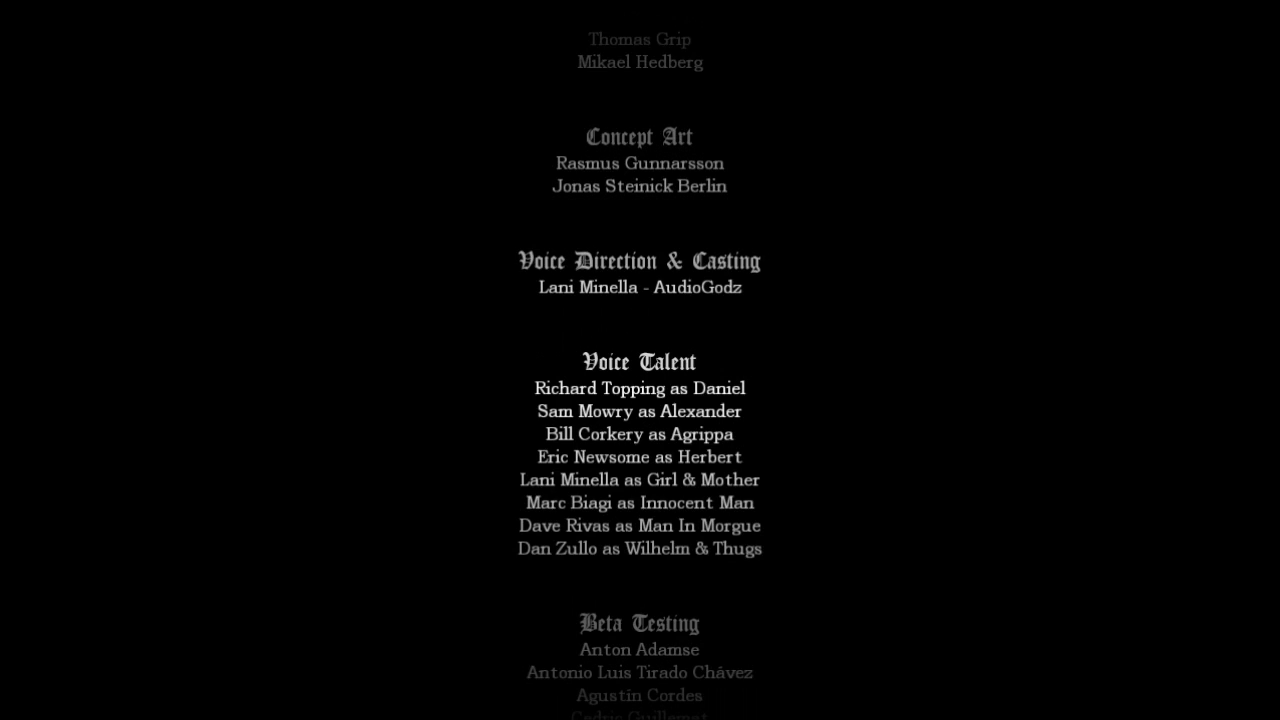 Thomas Grip
Mikael Hedberg
Concept Art
Rasmus Gunnarsson
Jonas Steinick Berlin
Voice Direction & Casting
Lani Minella - AudioGodz
Voice Talent
Richard Topping as Daniel
Sam Mowry as Alexander
Bill Corkery as Agrippa
Eric Newsome as Herbert
Lani Minella as Girl & Mother
Marc Biagi as Innocent Man
Dave Rivas as Man In Morgue
Dan Zullo as Wilhelm & Thugs
Beta Testing
Anton Adamse
Antonio Luis Tirado Chávez
Agustín Cordes
Cedric Guillemet